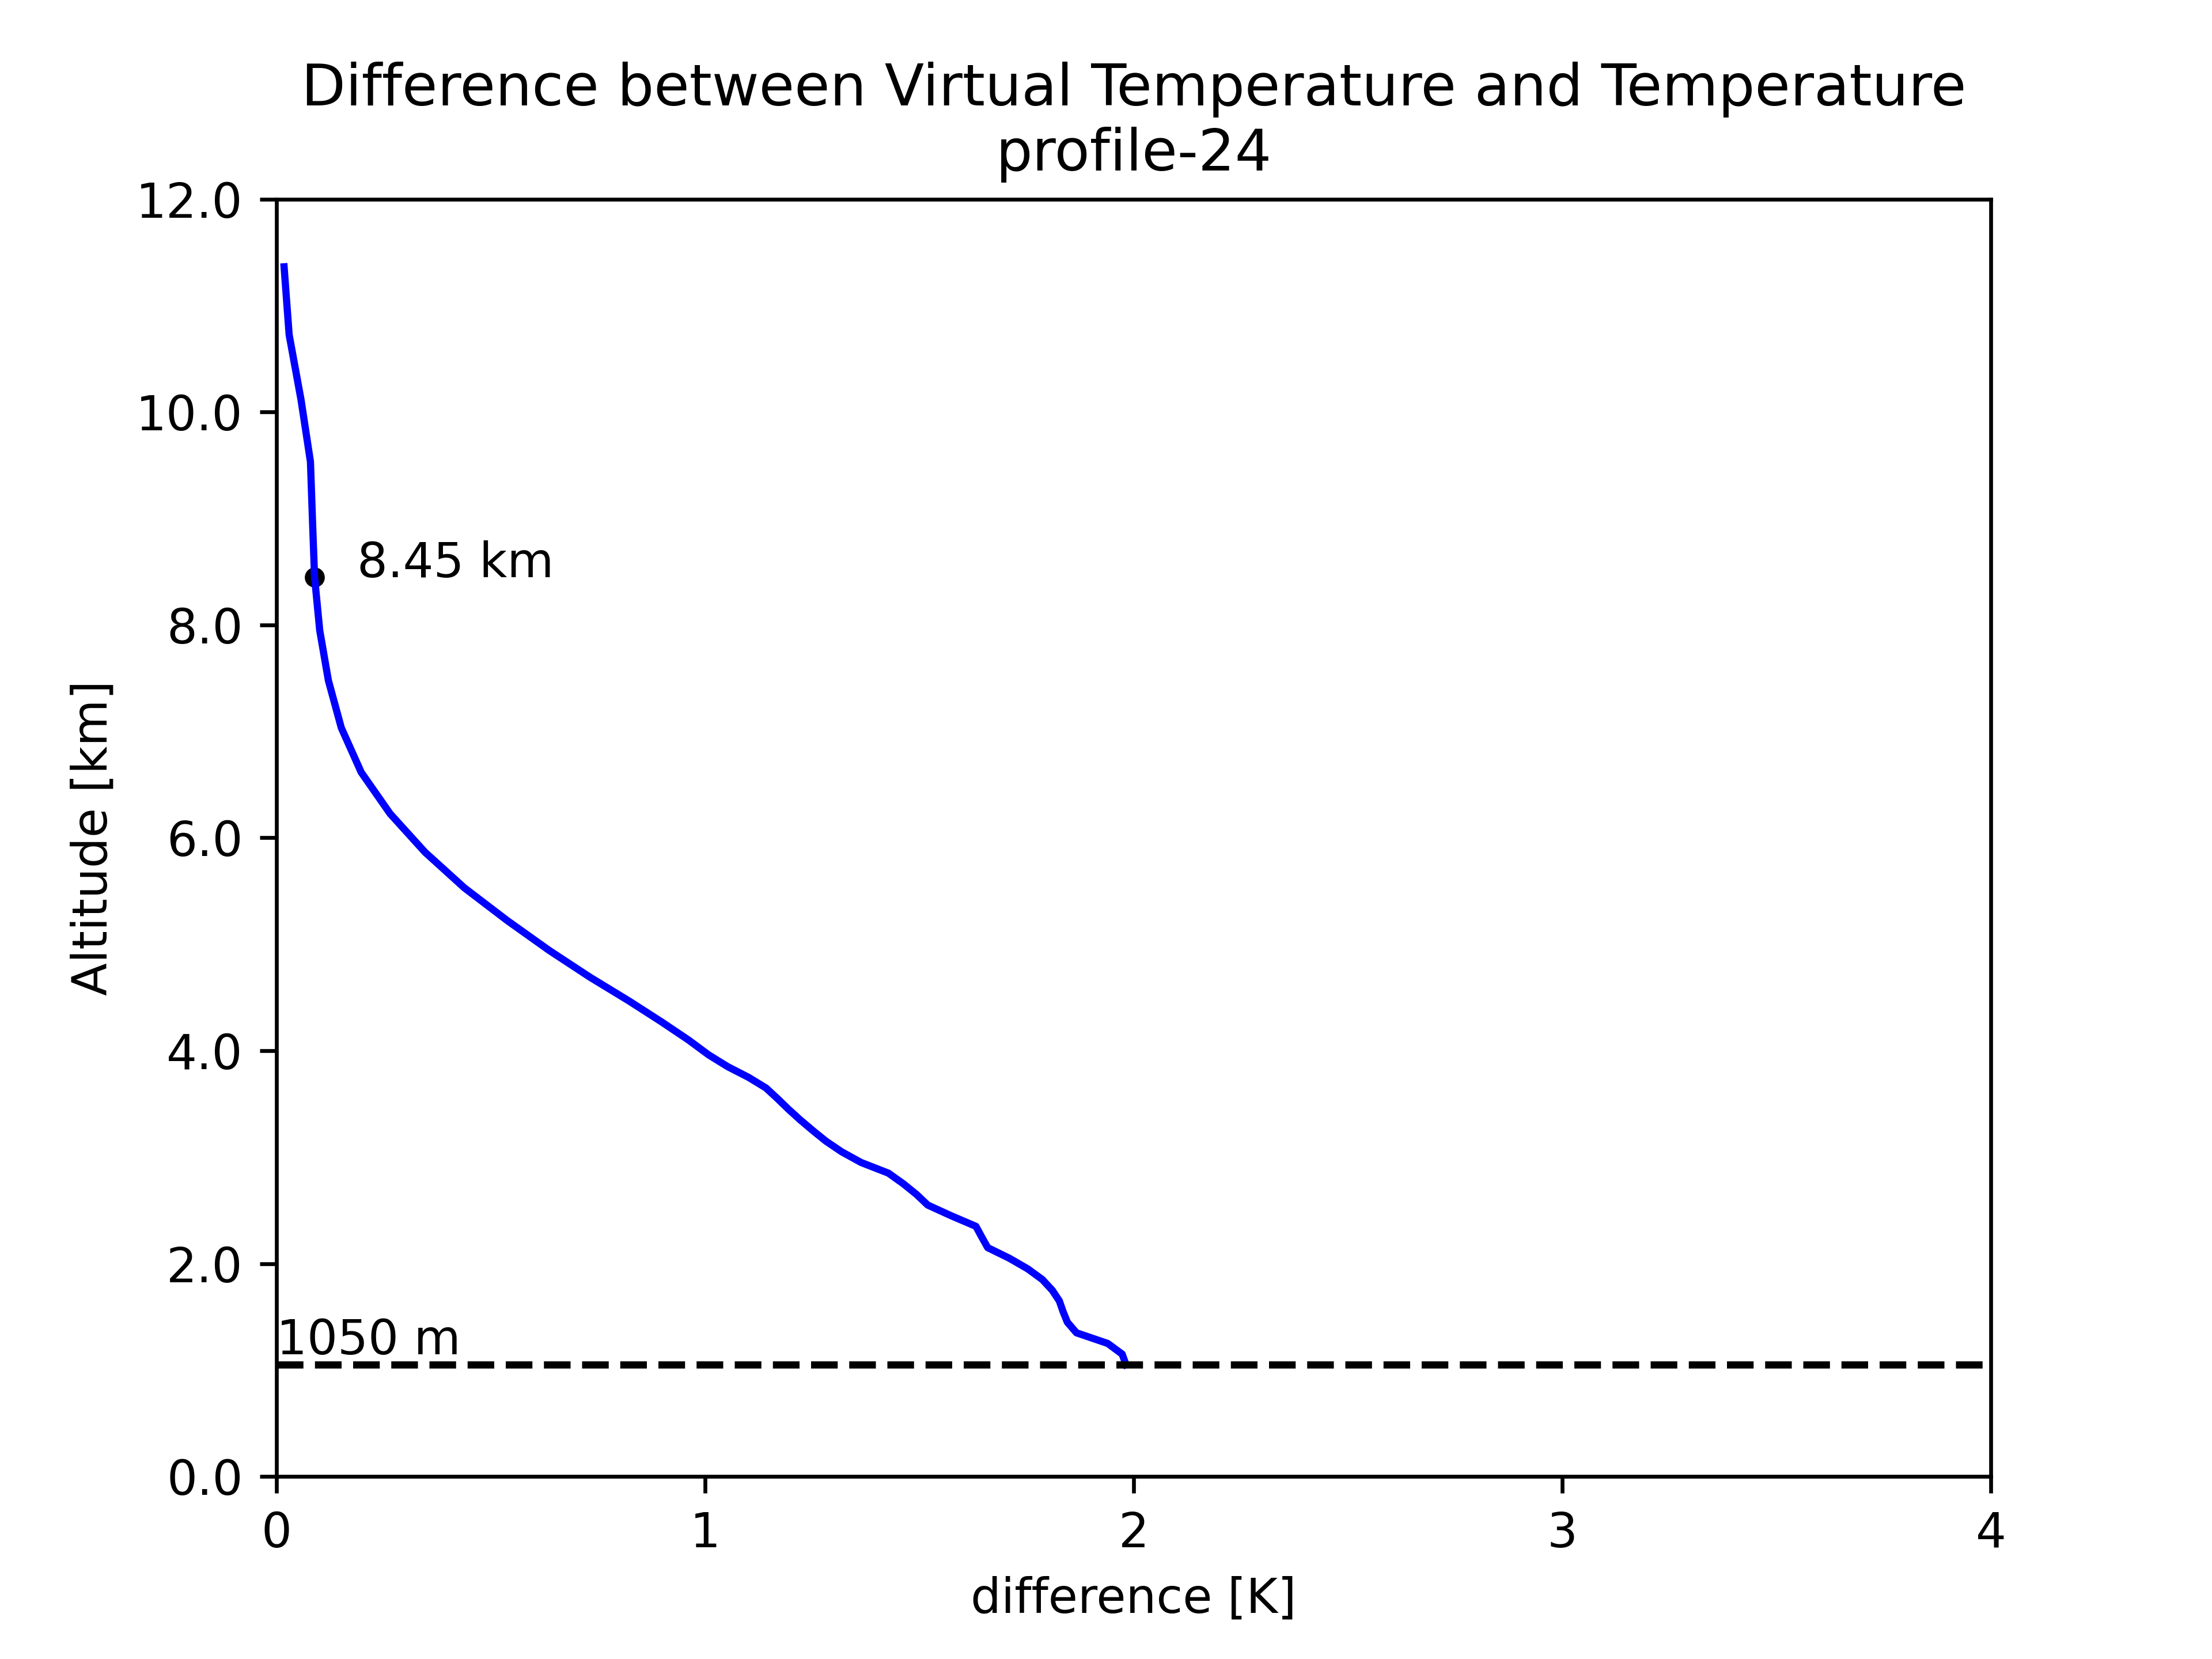 Difference between Virtual Temperature and Temperature
profile-24
12.0
10.0
8.0
6.0
4.0
2.0
0.0
Altitude [km]
8.45 km
1050 m
0 1 2 3 4
difference [K]